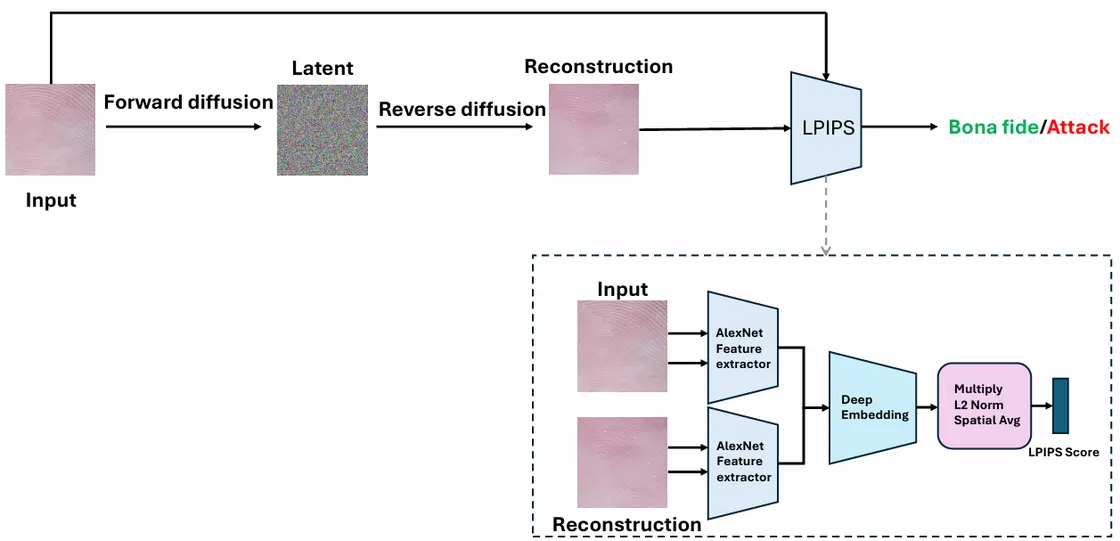 Latent
Reconstruction
Forward diffusion
Reverse diffusion
LPIPS
Bona fide/Attack
Input
Input
AlexNet
Feature
extractor
Deep
Embedding
Multiply
L2 Norm
Spatial Avg
AlexNet
Feature
extractor
LPIPS Score
Reconstruction